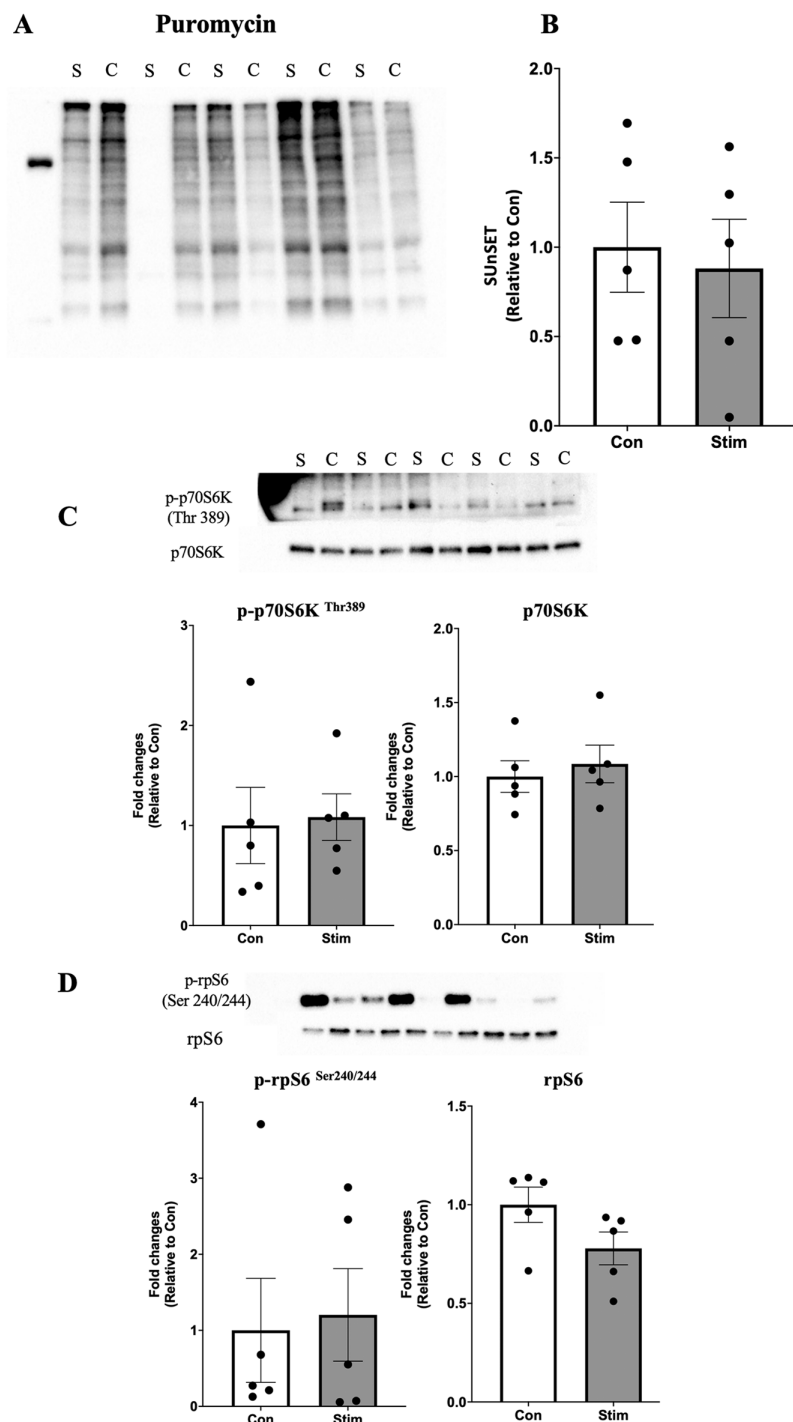 A
Puromycin
S C S C S C S C S C
B
2.0
1.5
1.0
0.5
0.0
SUnSET
(Relative to Con)
Con Stim
C
S C S C S C S C S C
p-p70S6K
(Thr 389)
p70S6K
p-p70S6K Thr389
3
2
1
0
Fold changes
(Relative to Con)
Con Stim
p70S6K
2.0
1.5
1.0
0.5
0.0
Fold changes
(Relative to Con)
Con Stim
D
p-rpS6
(Ser 240/244)
rpS6
p-rpS6 Ser240/244
4
3
2
1
0
Fold changes
(Relative to Con)
Con Stim
rpS6
1.5
1.0
0.5
0.0
Fold changes
(Relative to Con)
Con Stim